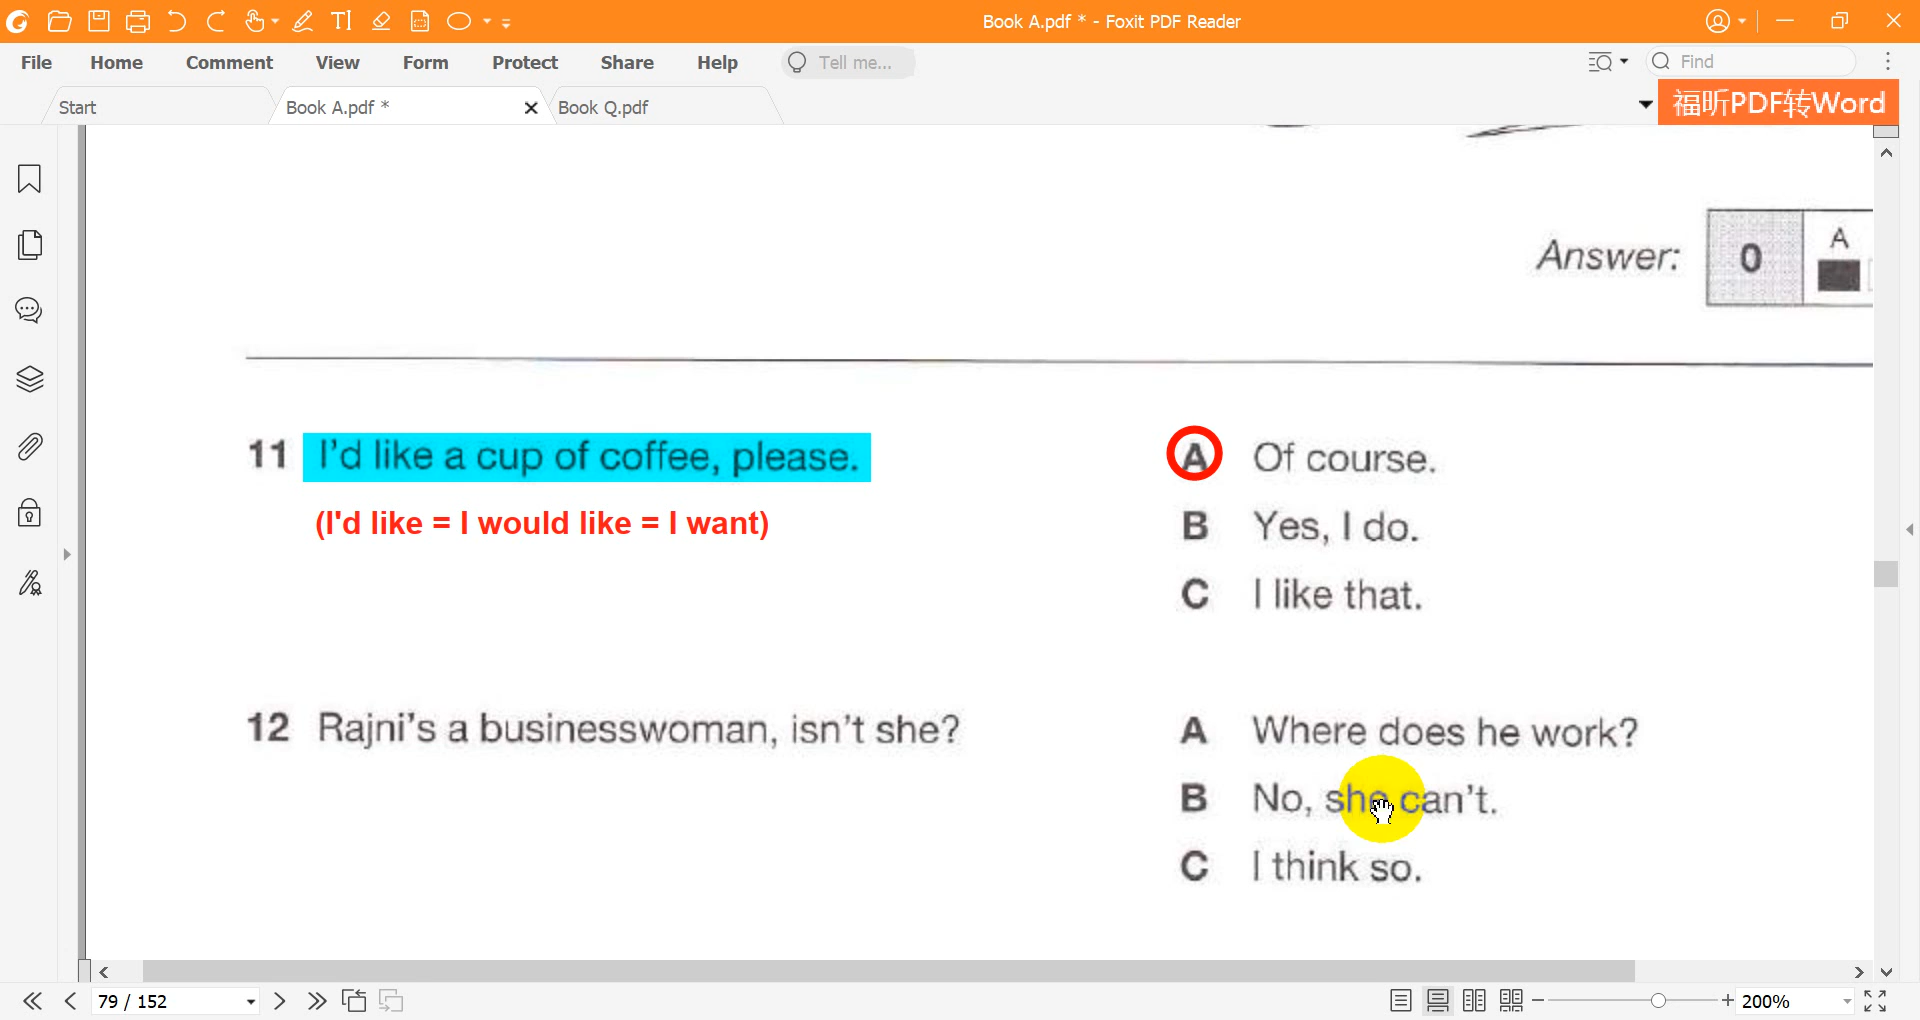 Book A.pdf * - Foxit PDF Reader
File Home Comment View Form Protect Share Help Tell me... Find
Start Book A.pdf * Book Q.pdf 福昕PDF转Word
Answer: 0 A
11 I'd like a cup of coffee, please.
(I'd like = I would like = I want)
A Of course.
B Yes, I do.
C I like that.
12 Rajni's a businesswoman, isn't she?
A Where does he work?
B No, she can't.
C I think so.
79 / 152 200%